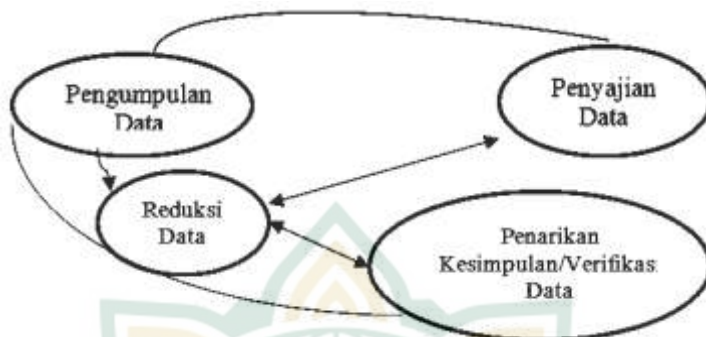 Pengumpulan
Data
Penyajian
Data
Reduksi
Data
Penarikan
Kesimpulan/Verifikas
Data